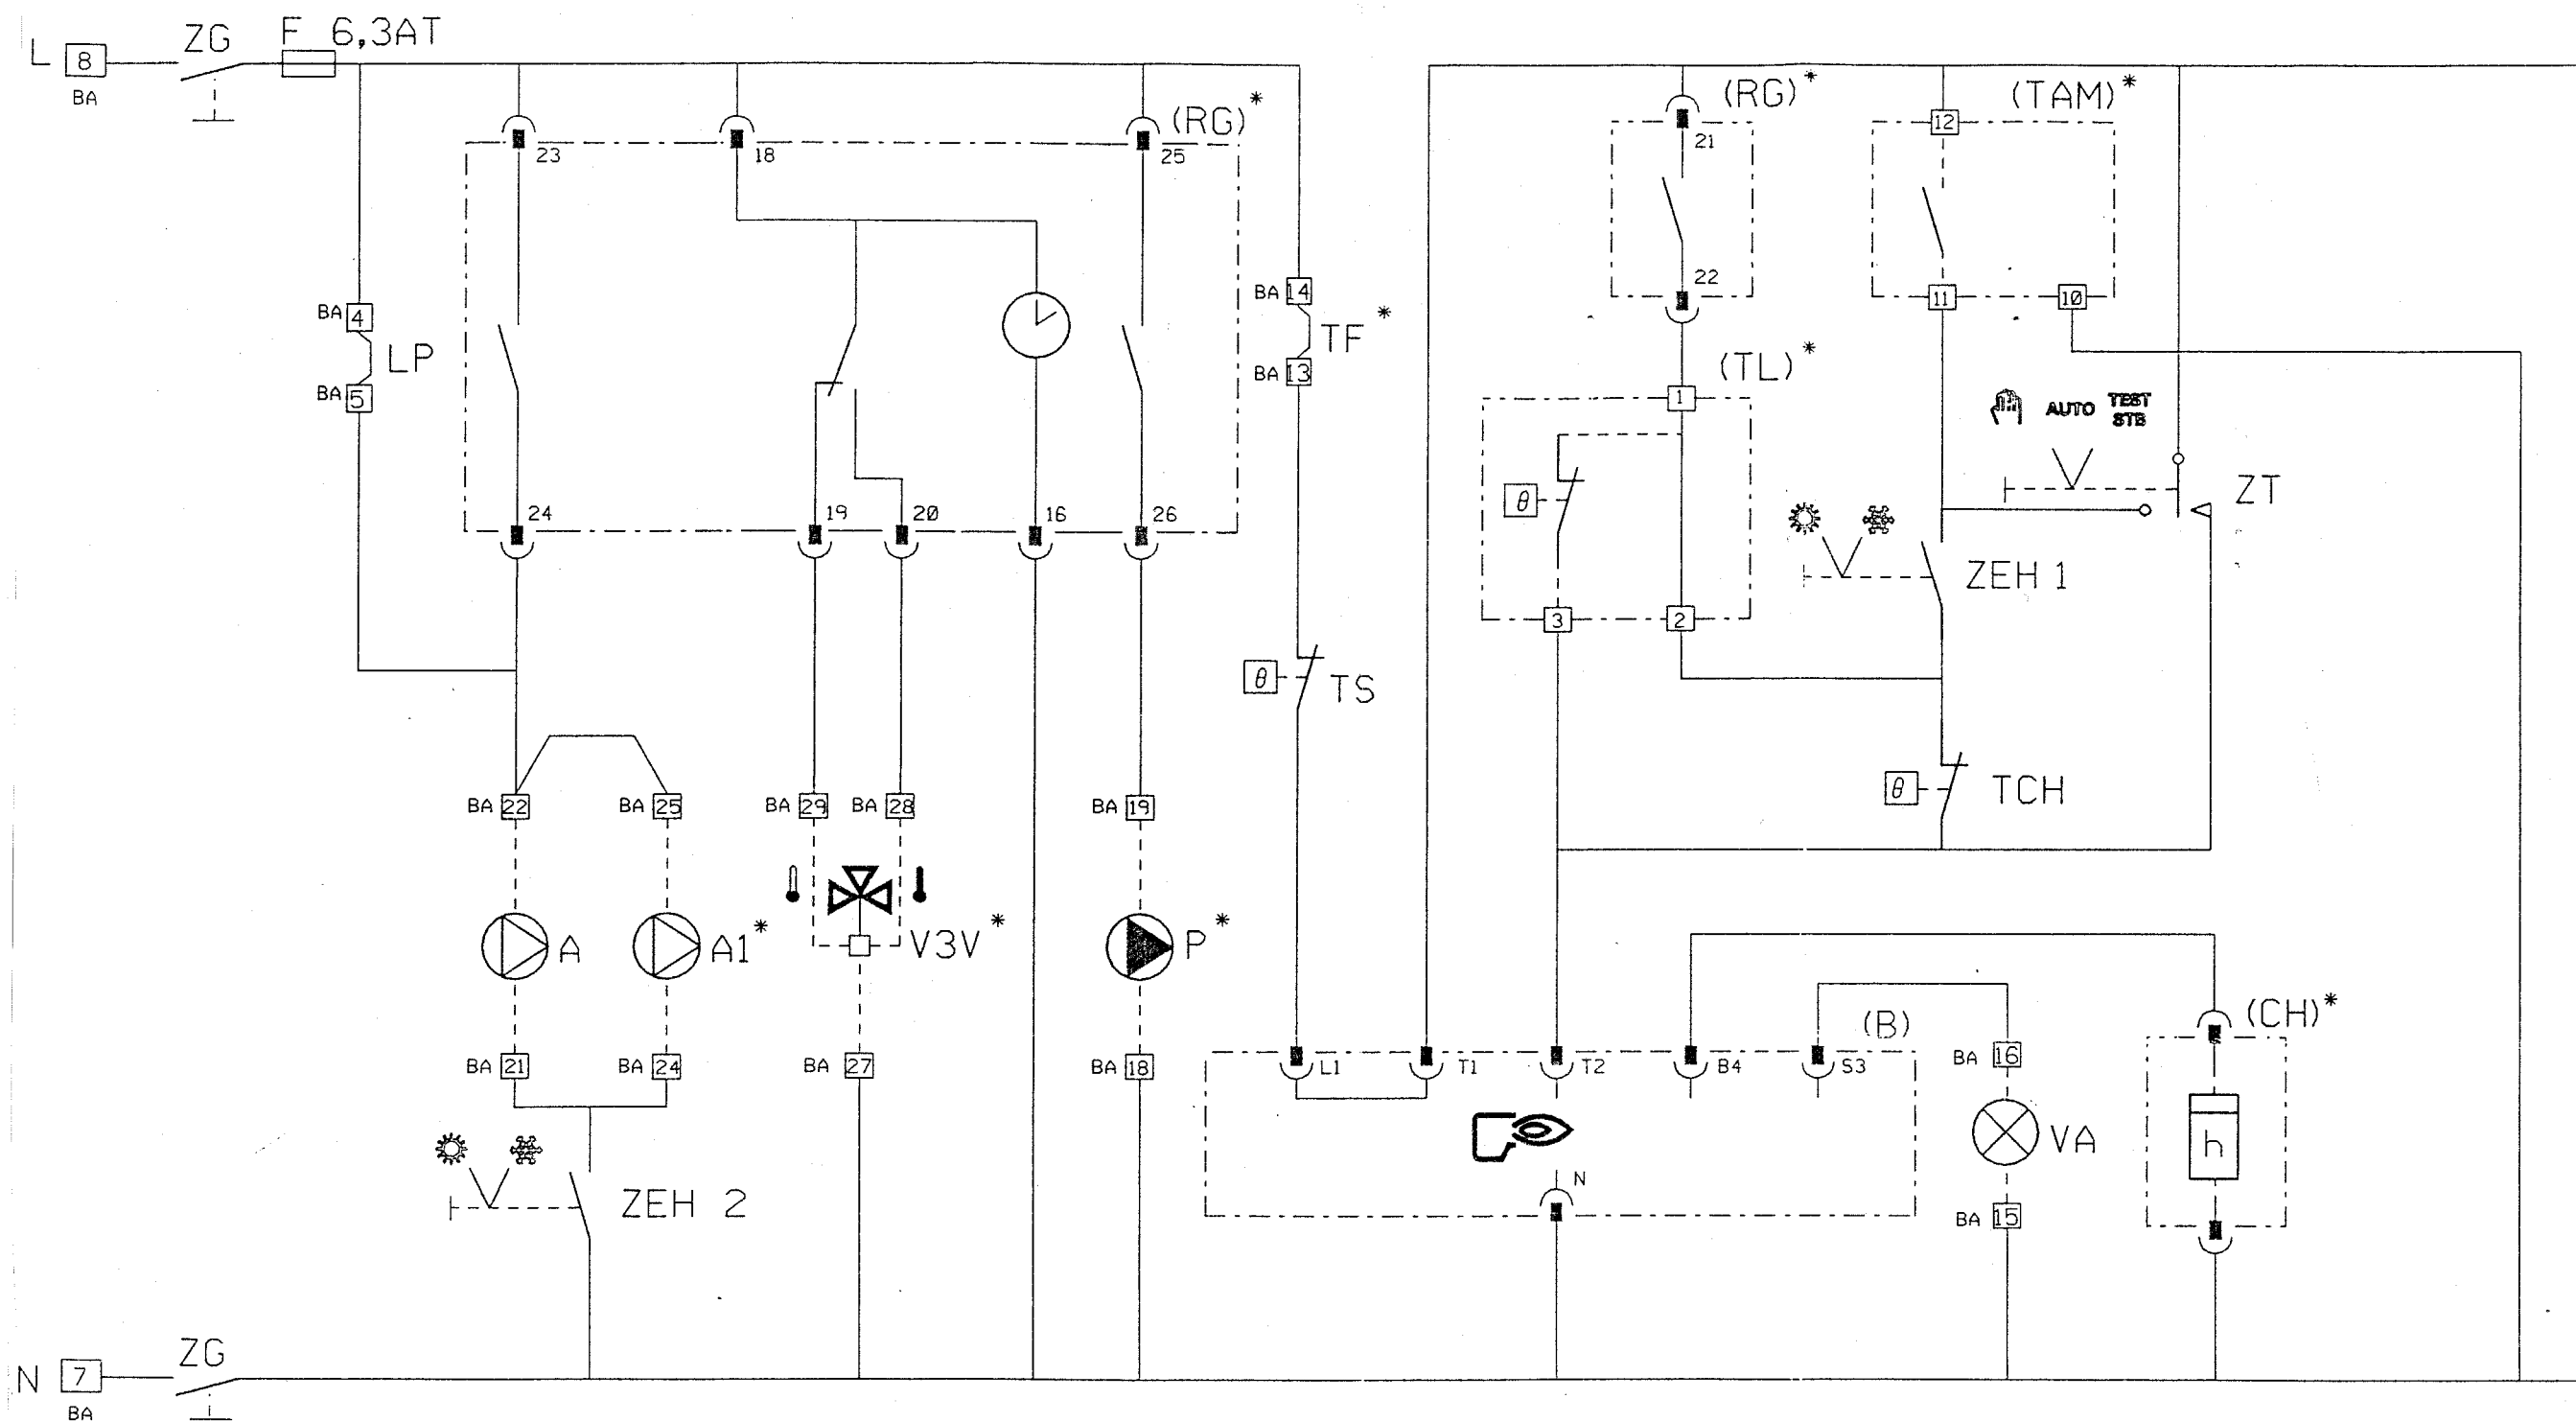 L 8 BA
ZG
F 6,3AT
(RG)*
23
18
25
(RG)*
21
22
(TAM)*
12
11
10
BA 4
LP
BA 5
BA 14
TF*
BA 13
(TL)*
1
θ
3
2
AUTO
TEST
STB
ZT
ZEH 1
24
19
20
16
26
θ TS
θ TCH
BA 22
BA 25
BA 29
BA 28
BA 19
A
A1*
V3V*
P*
BA 21
BA 24
BA 27
BA 18
(B)
L1
T1
T2
B4
S3
N
BA 16
VA
BA 15
(CH)*
h
ZEH 2
N 7 BA
ZG